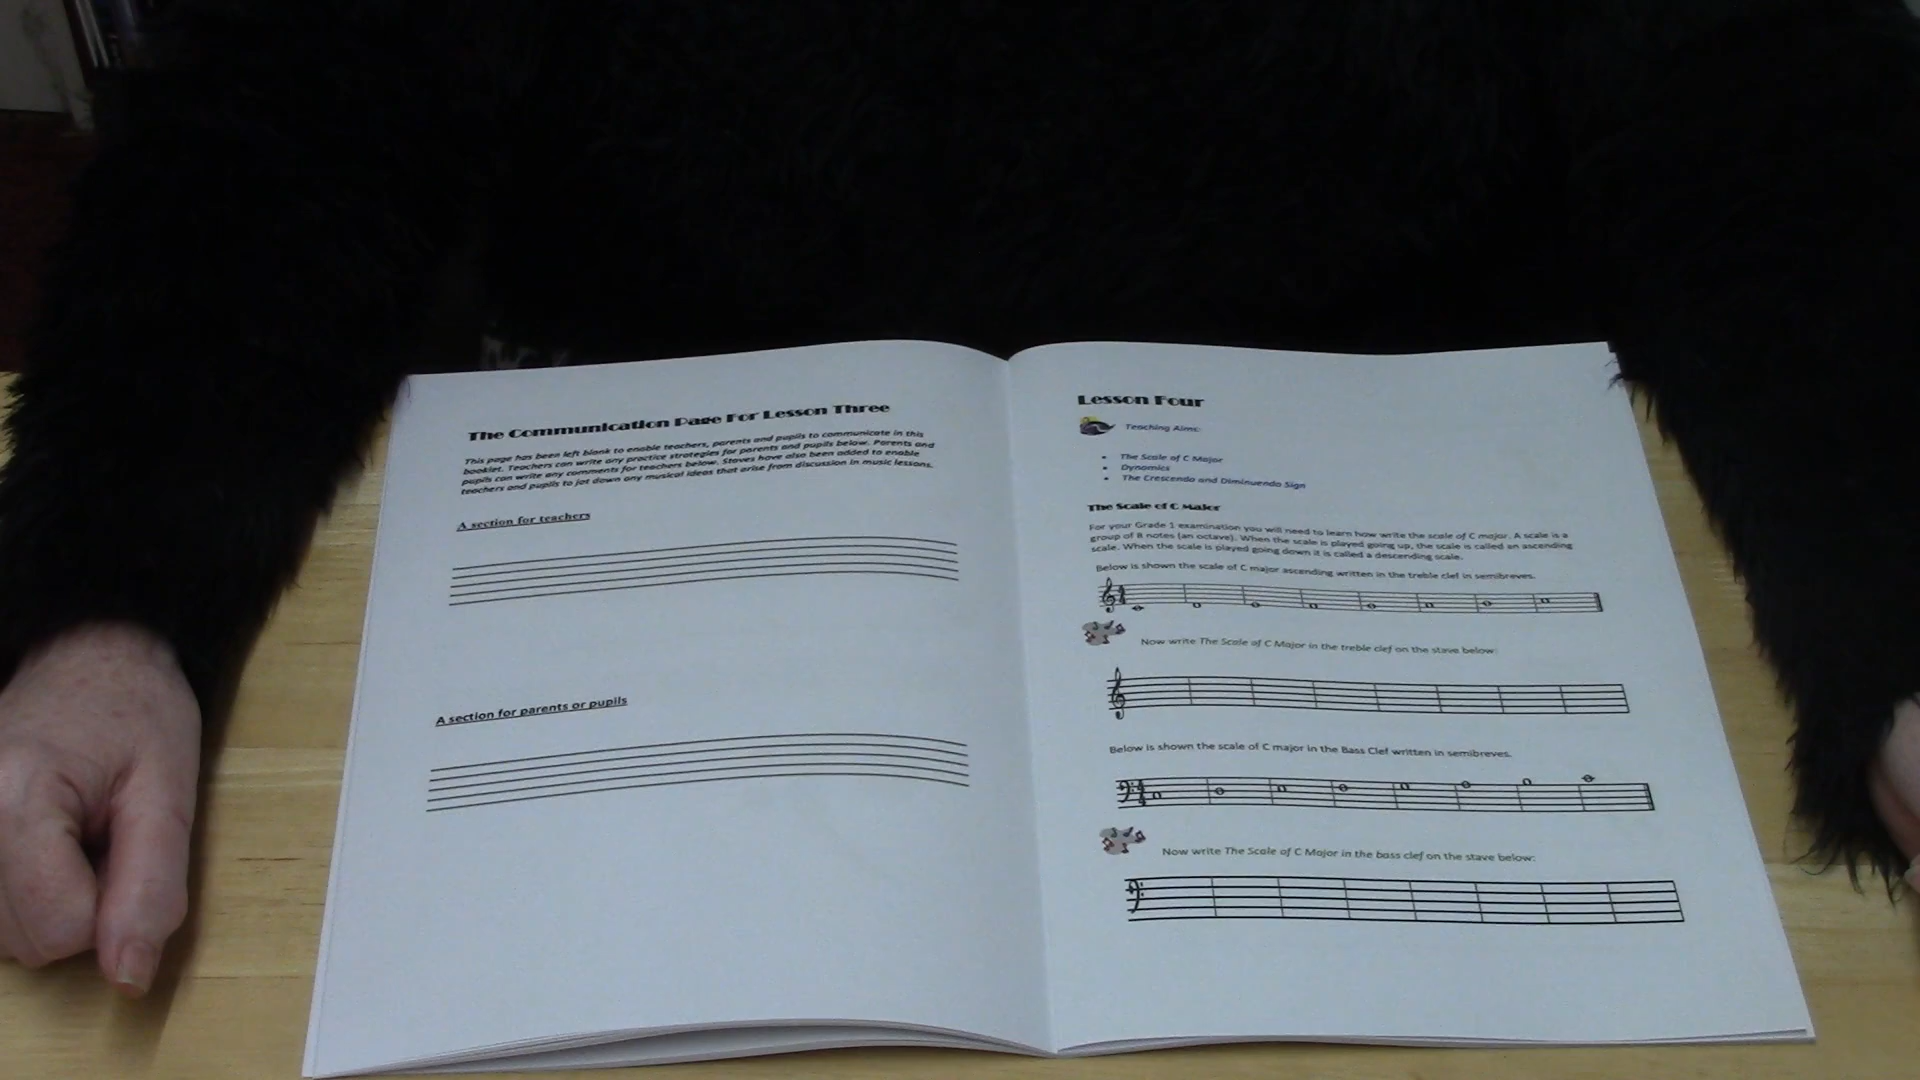 The Communication Page For Lesson Three
This page has been left blank to enable teachers, parents and pupils to communicate in this
booklet. Teachers can write any practice strategies for parents and pupils below. Parents and
pupils can write any comments for teachers below. Staves have also been added to enable
teachers and pupils to jot down any musical ideas that arise from discussion in music lessons.
A section for teachers
A section for parents or pupils
Lesson Four
Teaching Aims:
• The Scale of C Major
• Dynamics
• The Crescendo and Diminuendo Sign
The Scale of C Major
For your Grade 1 examination you will need to learn how write the scale of C major. A scale is a
group of 8 notes (an octave). When the scale is played going up, the scale is called an ascending
scale. When the scale is played going down it is called a descending scale.
Below is shown the scale of C major ascending written in the treble clef in semibreves.
Now write The Scale of C Major in the treble clef on the stave below:
Below is shown the scale of C major in the Bass Clef written in semibreves.
Now write The Scale of C Major in the bass clef on the stave below: